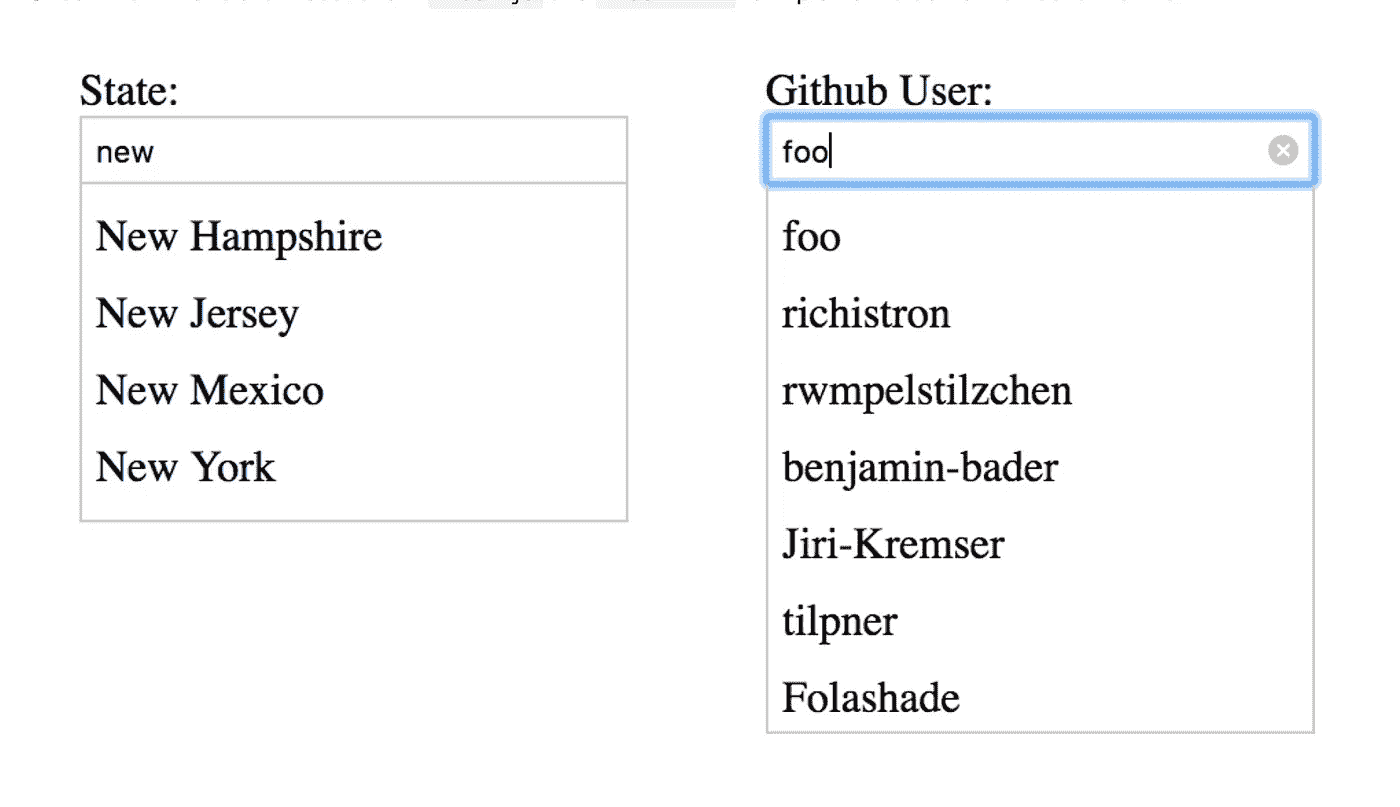 State:
new
New Hampshire
New Jersey
New Mexico
New York
Github User:
foo
foo
richistron
rwmpelstilzchen
benjamin-bader
Jiri-Kremser
tilpner
Folashade